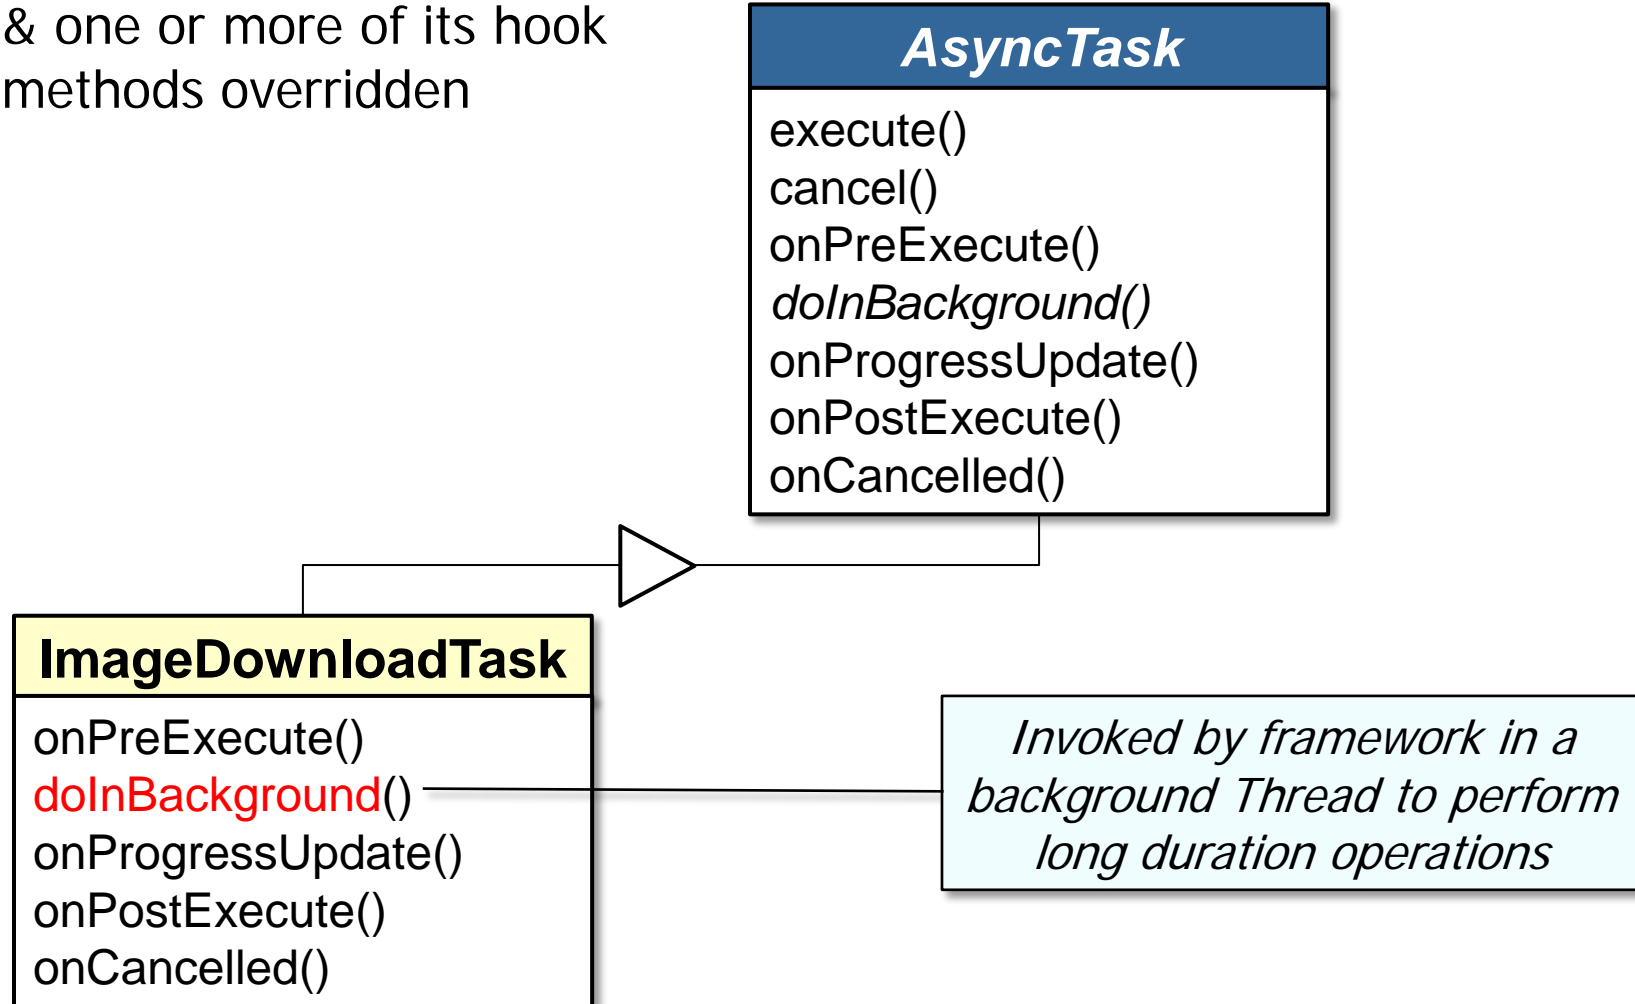 & one or more of its hook
methods overridden
AsyncTask
execute()
cancel()
onPreExecute()
doInBackground()
onProgressUpdate()
onPostExecute()
onCancelled()
ImageDownloadTask
onPreExecute()
doInBackground()
onProgressUpdate()
onPostExecute()
onCancelled()
Invoked by framework in a
background Thread to perform
long duration operations